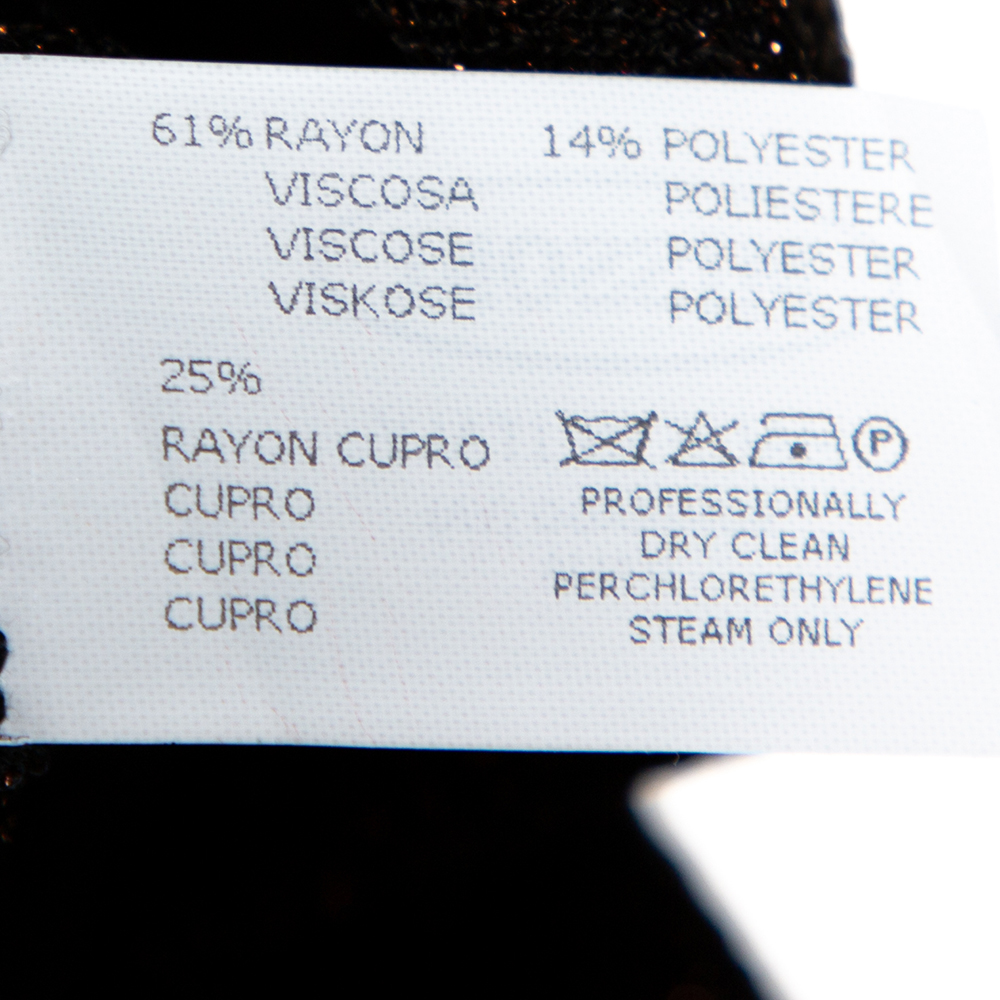 61% RAYON
VISCOSA
VISCOSE
VISKOSE
14% POLYESTER
POLIESTERE
POLYESTER
POLYESTER
25%
RAYON CUPRO
CUPRO
CUPRO
CUPRO
P
PROFESSIONALLY
DRY CLEAN
PERCHLORETHYLENE
STEAM ONLY